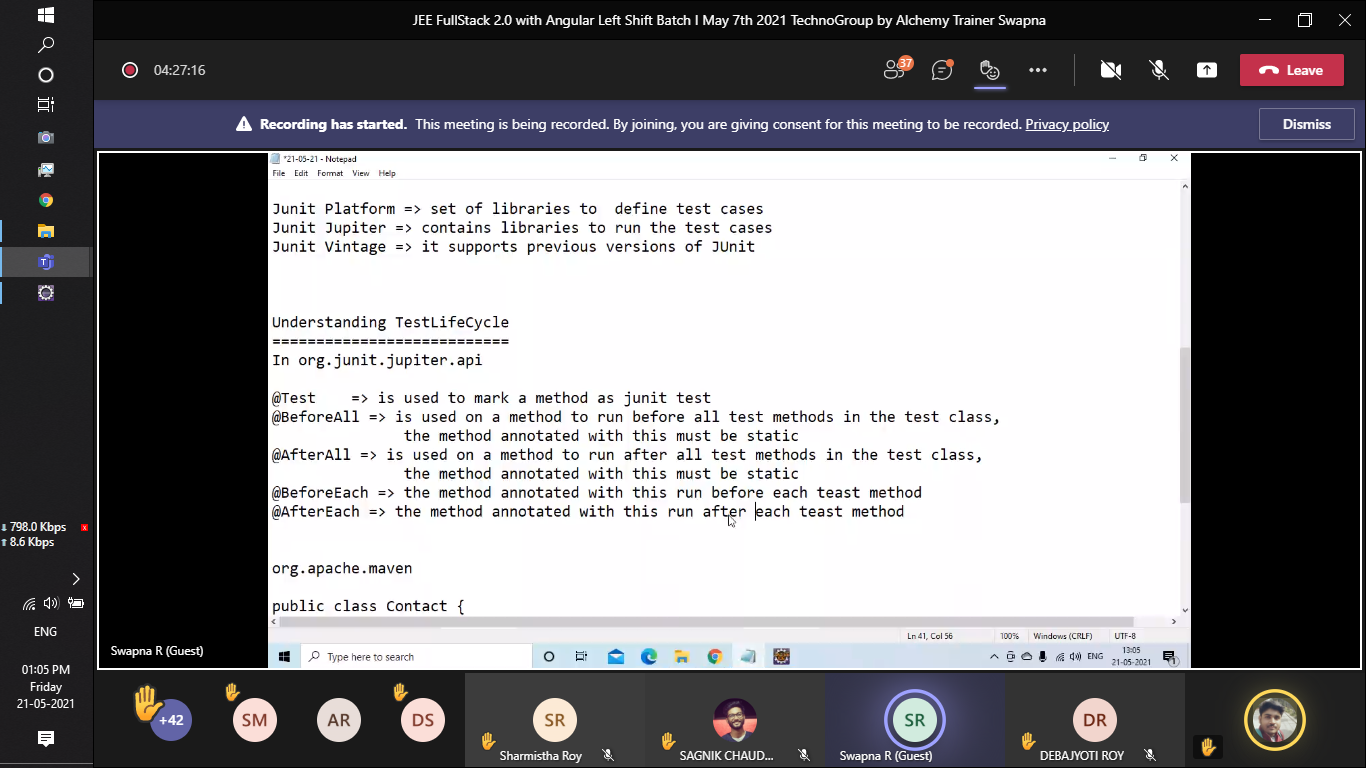 JEE FullStack 2.0 with Angular Left Shift Batch I May 7th 2021 TechnoGroup by Alchemy Trainer Swapna
04:27:16
37
Leave
Recording has started. This meeting is being recorded. By joining, you are giving consent for this meeting to be recorded. Privacy policy
Dismiss
*21-05-21 - Notepad
File Edit Format View Help
Junit Platform => set of libraries to  define test cases
Junit Jupiter => contains libraries to run the test cases
Junit Vintage => it supports previous versions of JUnit
Understanding TestLifeCycle
===========================
In org.junit.jupiter.api
@Test    => is used to mark a method as junit test
@BeforeAll => is used on a method to run before all test methods in the test class,
the method annotated with this must be static
@AfterAll => is used on a method to run after all test methods in the test class,
the method annotated with this must be static
@BeforeEach => the method annotated with this run before each teast method
@AfterEach => the method annotated with this run after each teast method
org.apache.maven
public class Contact {
Ln 41, Col 56
100%
Windows (CRLF)
UTF-8
Type here to search
ENG
13:05
21-05-2021
1
Swapna R (Guest)
798.0 Kbps
8.6 Kbps
ENG
01:05 PM
Friday
21-05-2021
+42
SM
AR
DS
SR
Sharmistha Roy
SAGNIK CHAUD...
SR
Swapna R (Guest)
DR
DEBAJYOTI ROY